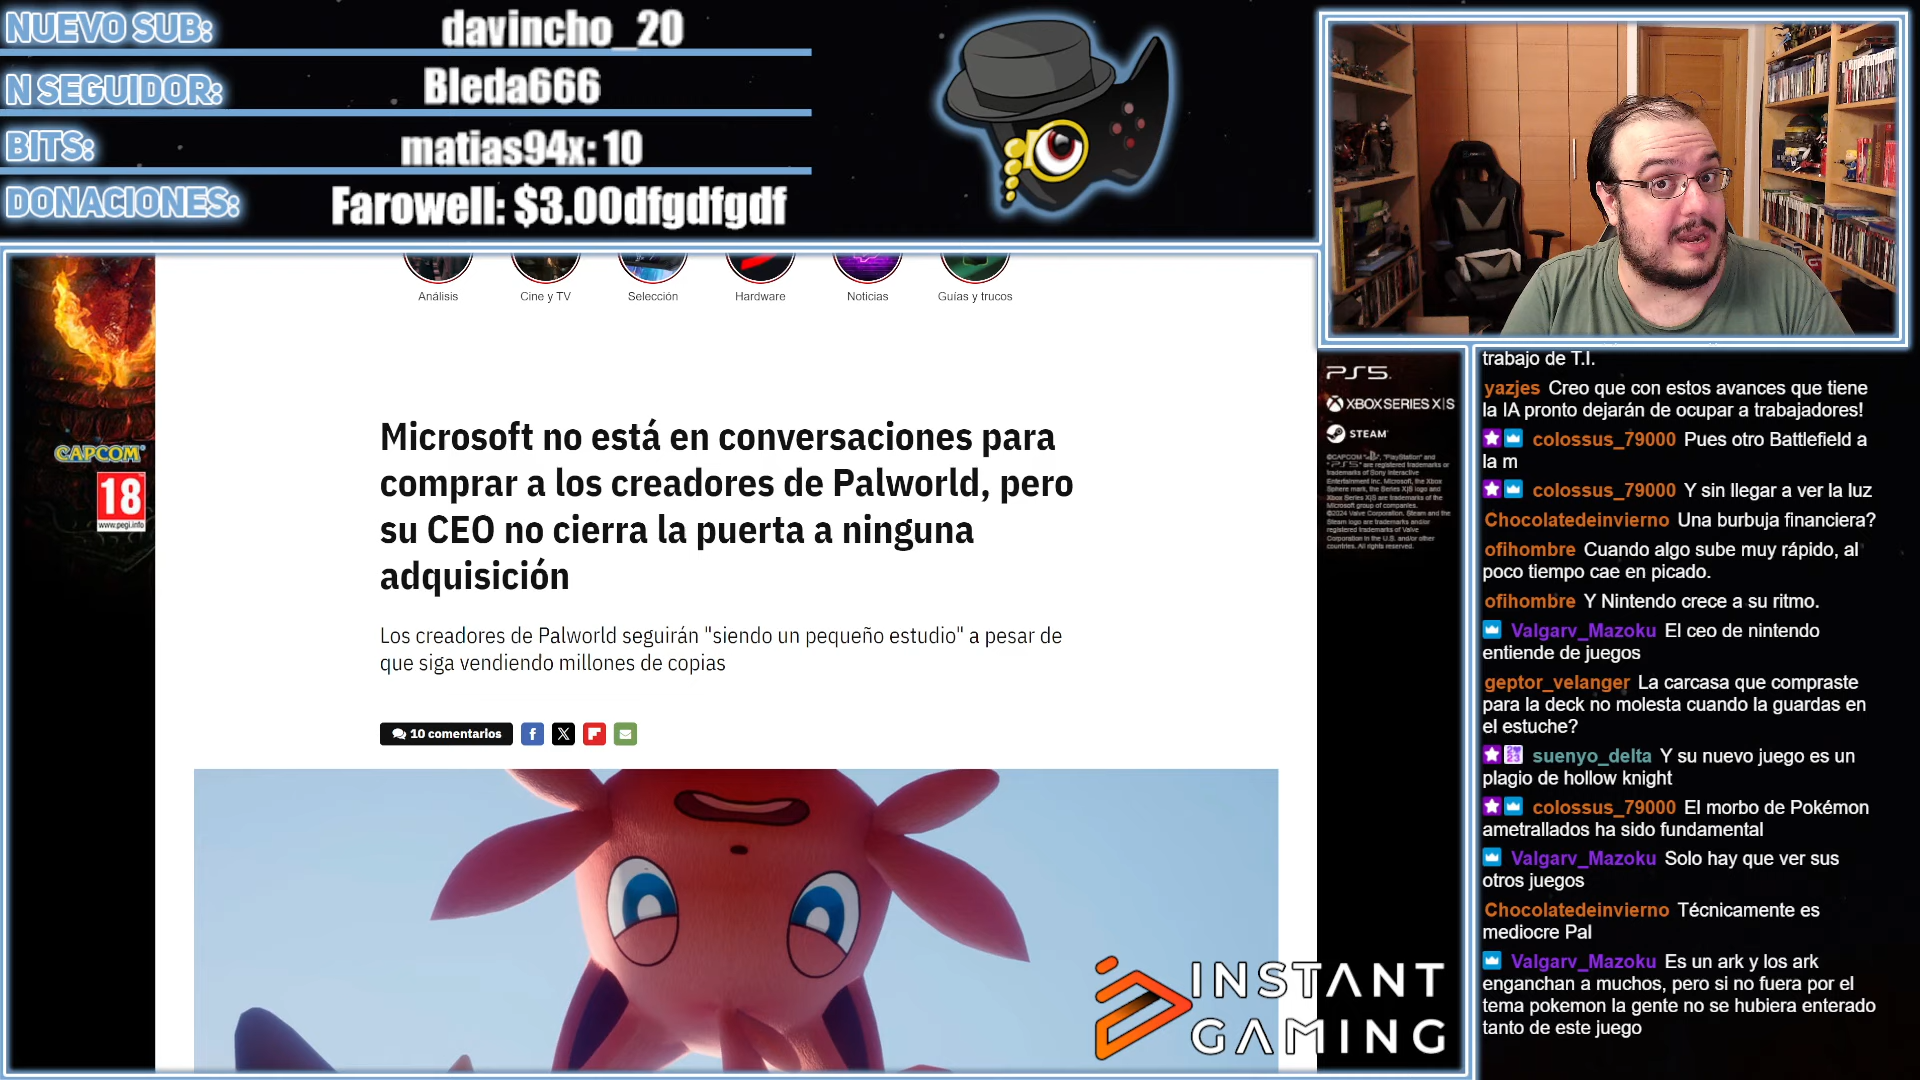 NUEVO SUB:
davincho_20
N SEGUIDOR:
Bleda666
BITS:
matias94x: 10
DONACIONES:
Farowell: $3.00dfgdfgdf
Análisis
Cine y TV
Selección
Hardware
Noticias
Guías y trucos
CAPCOM
18
www.pegi.info
Microsoft no está en conversaciones para
comprar a los creadores de Palworld, pero
su CEO no cierra la puerta a ninguna
adquisición
Los creadores de Palworld seguirán "siendo un pequeño estudio" a pesar de
que siga vendiendo millones de copias
10 comentarios
INSTANT
GAMING
PS5
XBOX SERIES X|S
STEAM
trabajo de T.I.
yazjes Creo que con estos avances que tiene
la IA pronto dejarán de ocupar a trabajadores!
colossus_79000 Pues otro Battlefield a
la m
colossus_79000 Y sin llegar a ver la luz
Chocolatedeinvierno Una burbuja financiera?
ofihombre Cuando algo sube muy rápido, al
poco tiempo cae en picado.
ofihombre Y Nintendo crece a su ritmo.
Valgarv_Mazoku El ceo de nintendo
entiende de juegos
geptor_velanger La carcasa que compraste
para la deck no molesta cuando la guardas en
el estuche?
suenyo_delta Y su nuevo juego es un
plagio de hollow knight
colossus_79000 El morbo de Pokémon
ametrallados ha sido fundamental
Valgarv_Mazoku Solo hay que ver sus
otros juegos
Chocolatedeinvierno Técnicamente es
mediocre Pal
Valgarv_Mazoku Es un ark y los ark
enganchan a muchos, pero si no fuera por el
tema pokemon la gente no se hubiera enterado
tanto de este juego